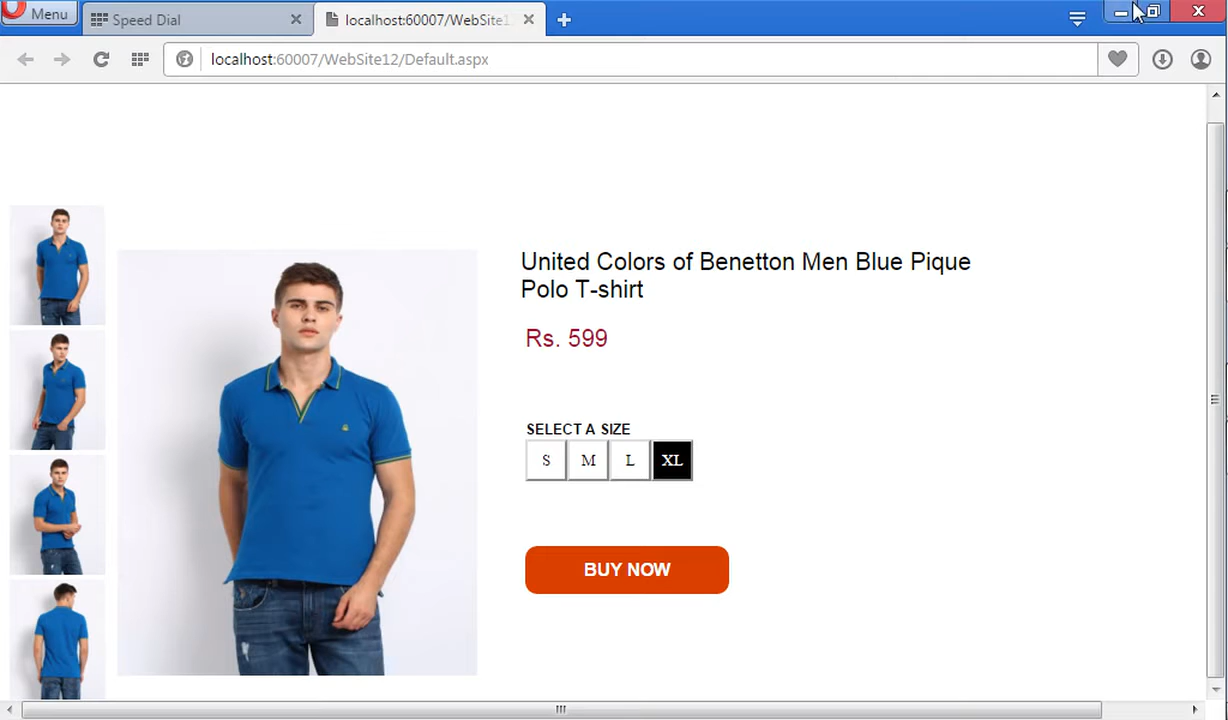 Menu
Speed Dial
localhost:60007/WebSite1
localhost:60007/WebSite12/Default.aspx
United Colors of Benetton Men Blue Pique
Polo T-shirt
Rs. 599
SELECT A SIZE
S M L XL
BUY NOW